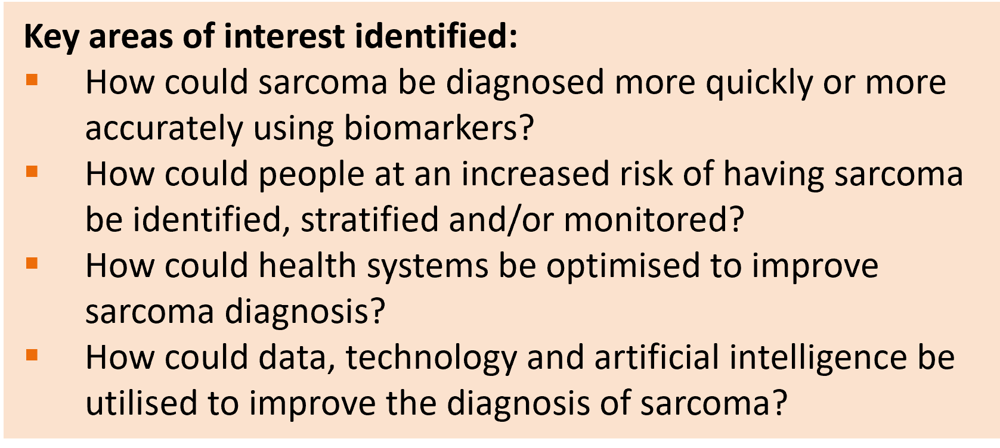 Key areas of interest identified:
▪ How could sarcoma be diagnosed more quickly or more
accurately using biomarkers?
▪ How could people at an increased risk of having sarcoma
be identified, stratified and/or monitored?
▪ How could health systems be optimised to improve
sarcoma diagnosis?
▪ How could data, technology and artificial intelligence be
utilised to improve the diagnosis of sarcoma?